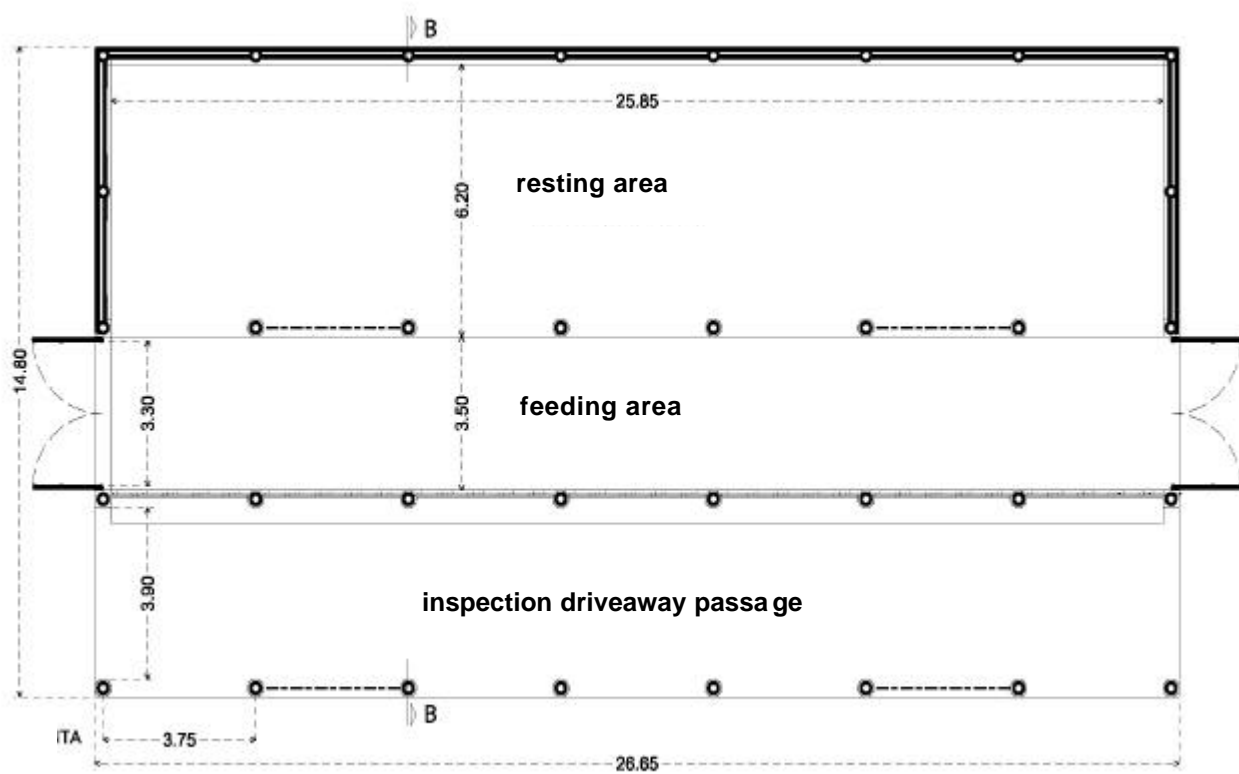 B
25.85
resting area
6.20
14.80
3.30
3.50
feeding area
3.90
inspection driveaway passa ge
B
ITA
3.75
26.65